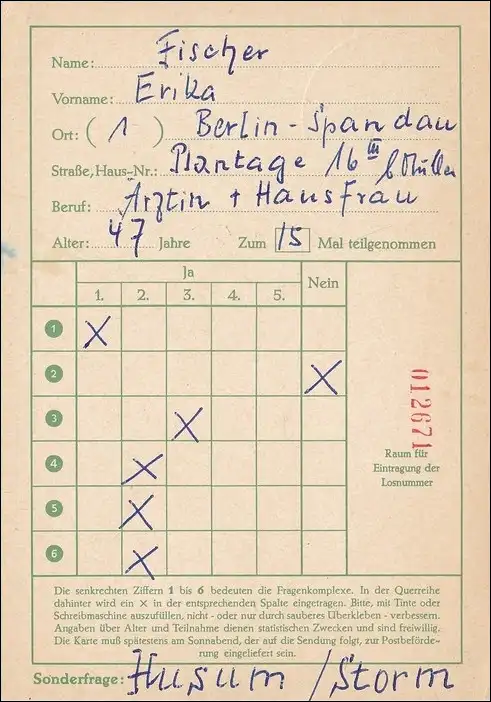 Name: Fischer
Vorname: Erika
Ort: ( 1 ) Berlin-Spandau
Straße, Haus-Nr.: Plantage 16 III b Müller
Beruf: Ärztin + Hausfrau
Alter: 47 Jahre Zum 15 Mal teilgenommen
Ja Nein
1. 2. 3. 4. 5.
1 X
2 X
3 X
4 X
5 X
6 X
012671
Raum für
Eintragung der
Losnummer
Die senkrechten Ziffern 1 bis 6 bedeuten die Fragenkomplexe. In der Querreihe
dahinter wird ein × in der entsprechenden Spalte eingetragen. Bitte, mit Tinte oder
Schreibmaschine auszufüllen, nicht - oder nur durch sauberes Überkleben - verbessern.
Angaben über Alter und Teilnahme dienen statistischen Zwecken und sind freiwillig.
Die Karte muß spätestens am Sonnabend, der auf die Sendung folgt, zur Postbeförde-
rung eingeliefert sein.
Sonderfrage: Husum / Storm